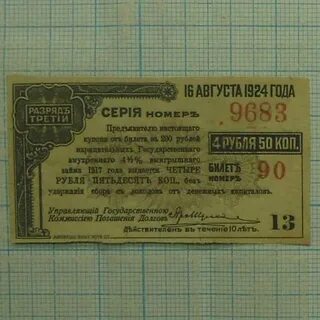 16 АВГУСТА 1924 ГОДА
РАЗРЯДЪ
ТРЕТІЙ
СЕРІЯ НОМЕРЪ 9683
Предъявителю настоящаго
купона отъ билета въ 200 рублей
нарицательныхъ Государственнаго
внутренняго 4½% выигрышнаго
займа 1917 года имѣется ЧЕТЫРЕ
РУБЛЯ ПЯТЬДЕСЯТЪ КОП., безъ
удержанія сбора съ доходовъ отъ денежныхъ капиталовъ.
4 РУБЛЯ 50 КОП.
БИЛЕТЪ
НОМЕРЪ 90
Управляющій Государственною
Коммиссіею Погашенія Долговъ
13
Дѣйствителенъ въ теченіе 10 лѣтъ.